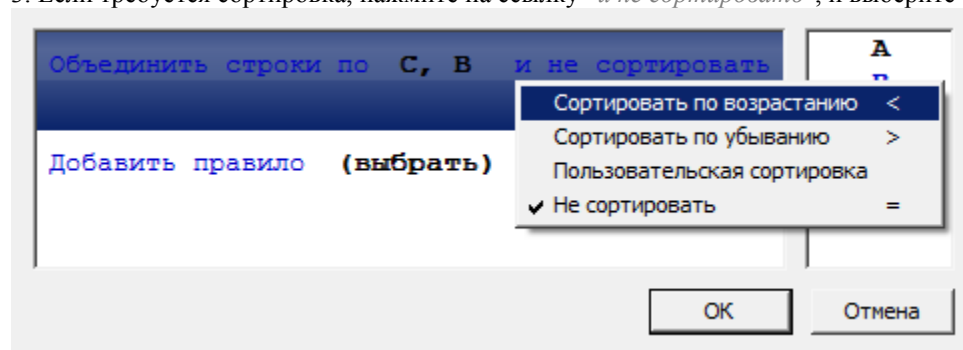 3. Если требуется сортировка, нажмите на ссылку "и не сортировать", и выберите
Объединить строки по C, B и не сортировать
A
B
Сортировать по возрастанию <
Сортировать по убыванию >
Добавить правило (выбрать)
Пользовательская сортировка
Не сортировать =
OK
Отмена